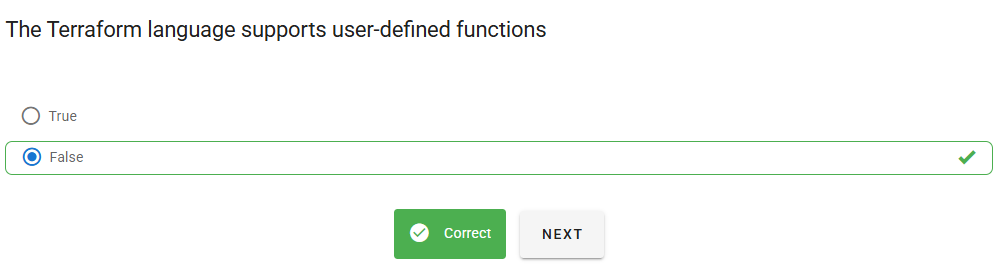 The Terraform language supports user-defined functions
True
False
Correct
NEXT